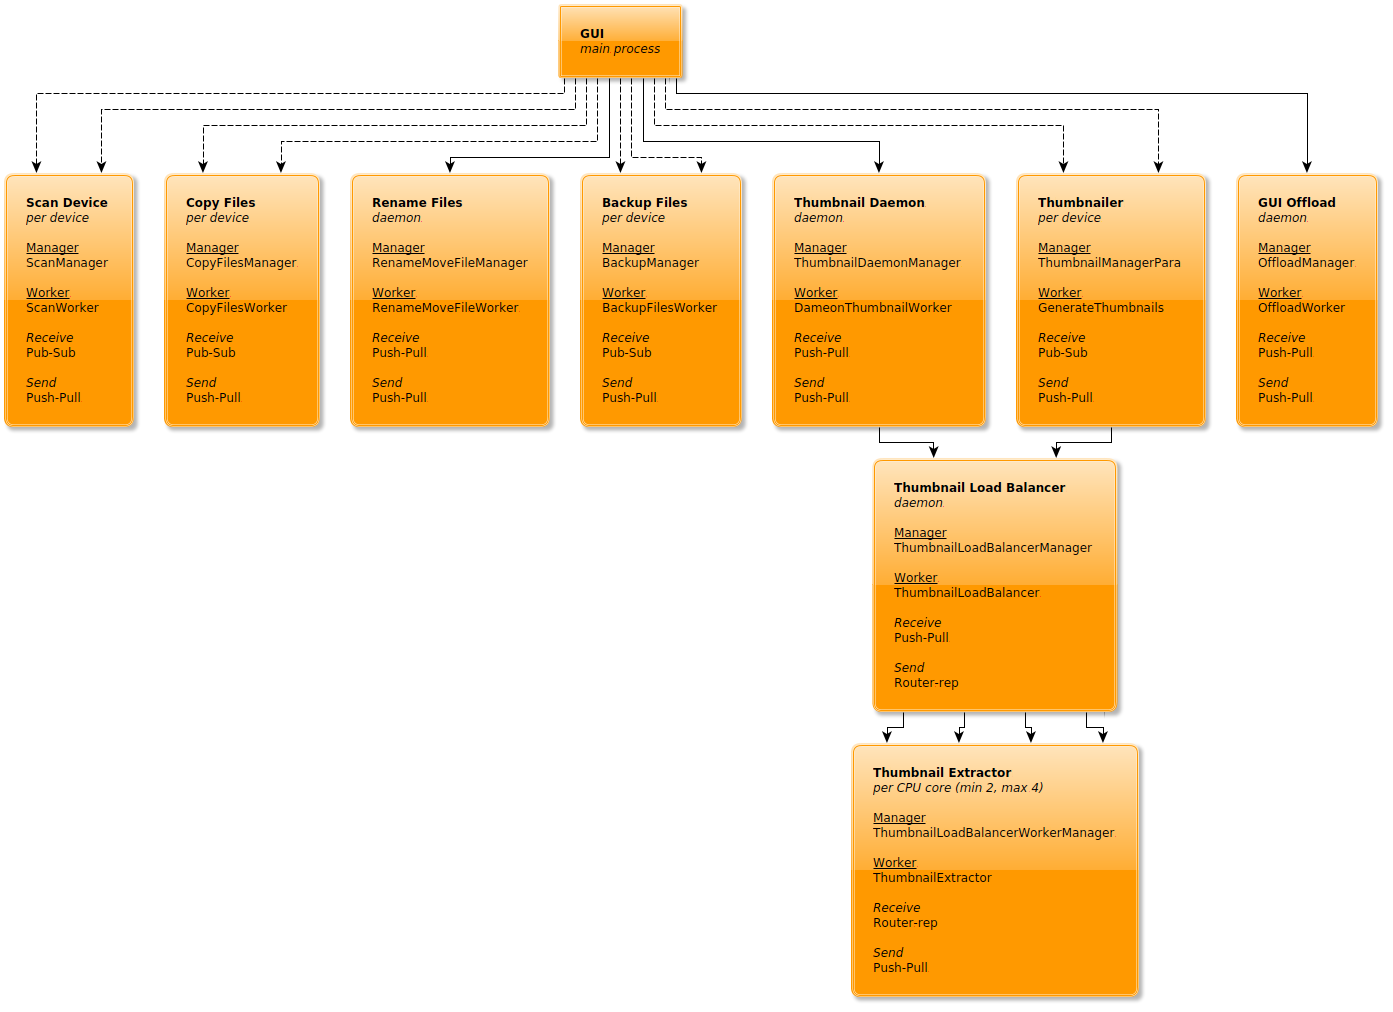 GUI
main process
Scan Device
per device
Manager
ScanManager
Worker
ScanWorker
Receive
Pub-Sub
Send
Push-Pull
Copy Files
per device
Manager
CopyFilesManager
Worker
CopyFilesWorker
Receive
Pub-Sub
Send
Push-Pull
Rename Files
daemon
Manager
RenameMoveFileManager
Worker
RenameMoveFileWorker
Receive
Push-Pull
Send
Push-Pull
Backup Files
per device
Manager
BackupManager
Worker
BackupFilesWorker
Receive
Pub-Sub
Send
Push-Pull
Thumbnail Daemon
daemon
Manager
ThumbnailDaemonManager
Worker
DameonThumbnailWorker
Receive
Push-Pull
Send
Push-Pull
Thumbnailer
per device
Manager
ThumbnailManagerPara
Worker
GenerateThumbnails
Receive
Pub-Sub
Send
Push-Pull
GUI Offload
daemon
Manager
OffloadManager
Worker
OffloadWorker
Receive
Push-Pull
Send
Push-Pull
Thumbnail Load Balancer
daemon
Manager
ThumbnailLoadBalancerManager
Worker
ThumbnailLoadBalancer
Receive
Push-Pull
Send
Router-rep
Thumbnail Extractor
per CPU core (min 2, max 4)
Manager
ThumbnailLoadBalancerWorkerManager
Worker
ThumbnailExtractor
Receive
Router-rep
Send
Push-Pull